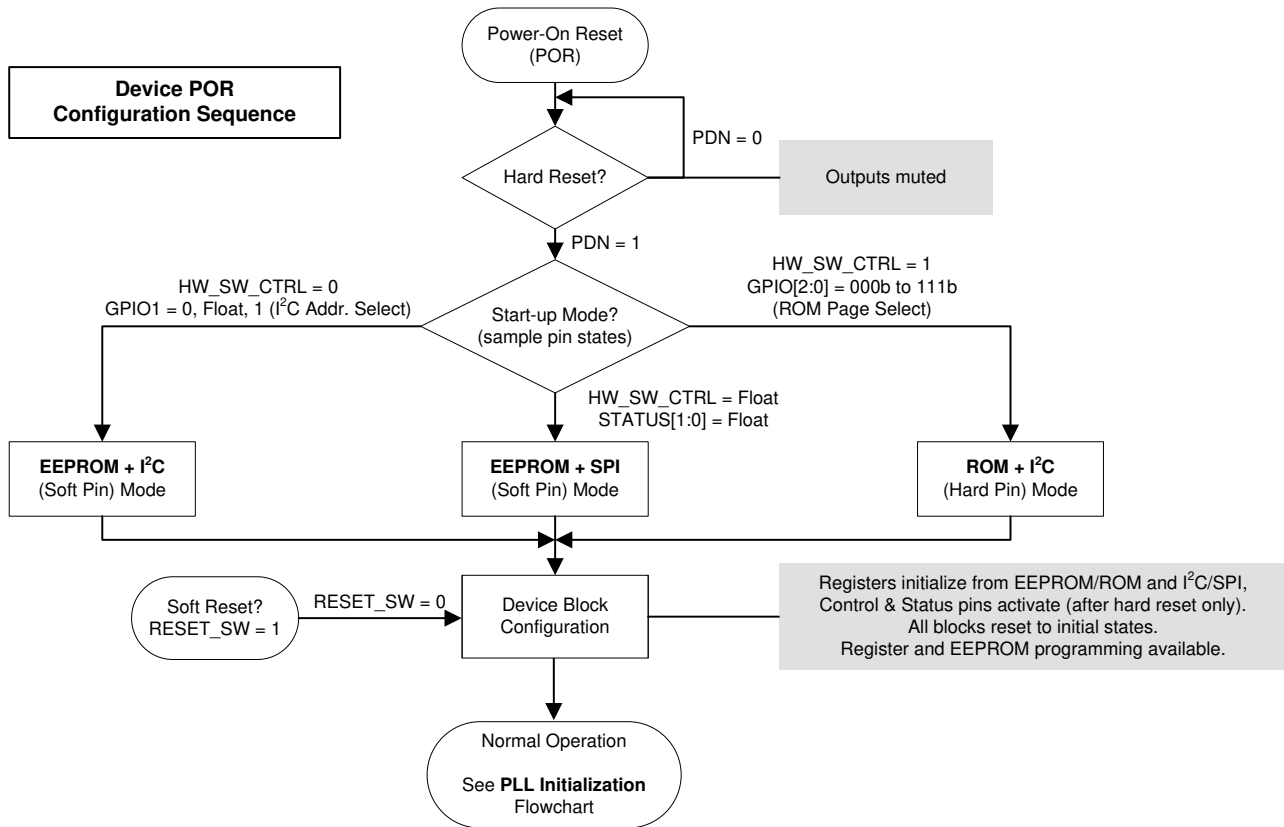 Power-On Reset
(POR)
Device POR
Configuration Sequence
PDN = 0
Hard Reset?
Outputs muted
PDN = 1
HW_SW_CTRL = 0
GPIO1 = 0, Float, 1 (I²C Addr. Select)
HW_SW_CTRL = 1
GPIO[2:0] = 000b to 111b
(ROM Page Select)
Start-up Mode?
(sample pin states)
HW_SW_CTRL = Float
STATUS[1:0] = Float
EEPROM + I²C
(Soft Pin) Mode
EEPROM + SPI
(Soft Pin) Mode
ROM + I²C
(Hard Pin) Mode
Soft Reset?
RESET_SW = 1
RESET_SW = 0
Device Block
Configuration
Registers initialize from EEPROM/ROM and I²C/SPI,
Control & Status pins activate (after hard reset only).
All blocks reset to initial states.
Register and EEPROM programming available.
Normal Operation
See PLL Initialization
Flowchart